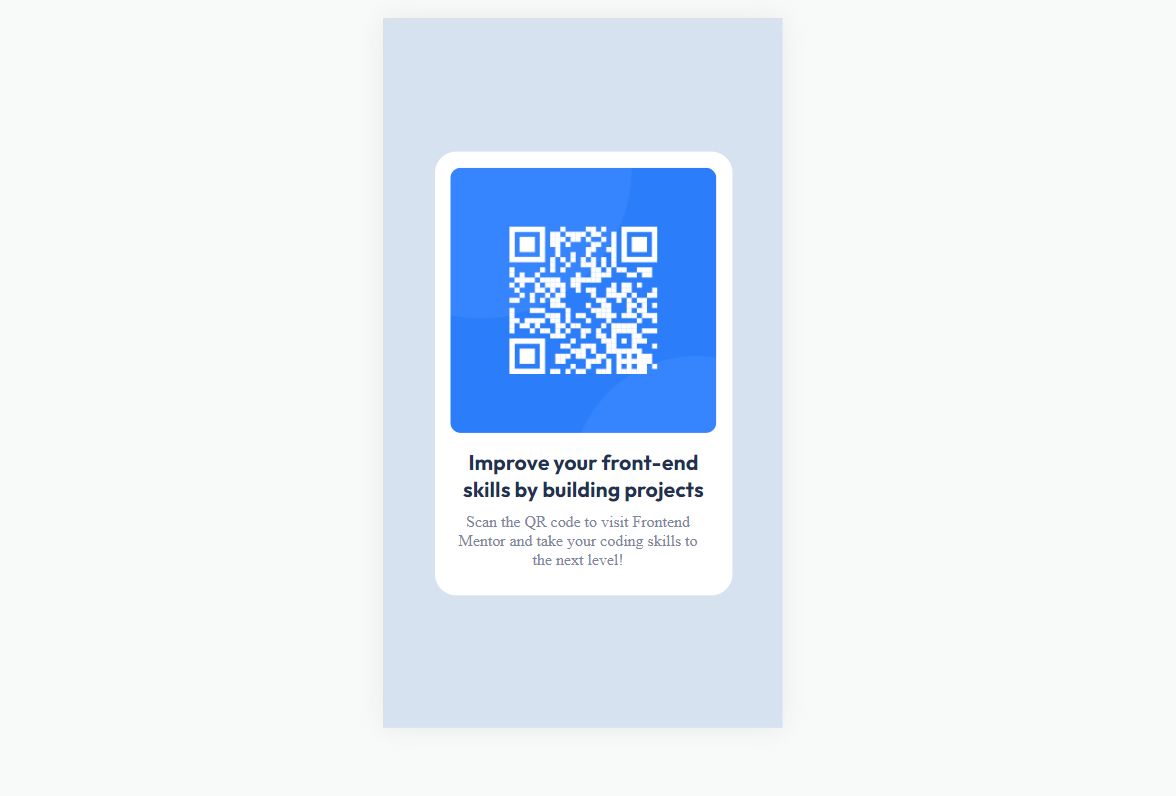 Improve your front-end
skills by building projects
Scan the QR code to visit Frontend
Mentor and take your coding skills to
the next level!